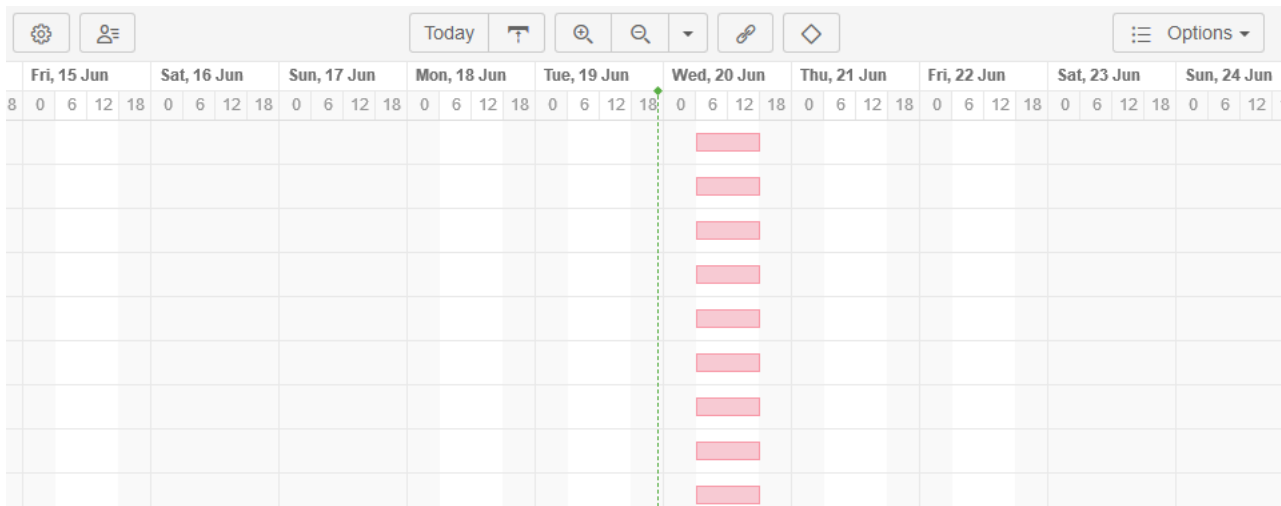 Today Options
Fri, 15 Jun Sat, 16 Jun Sun, 17 Jun Mon, 18 Jun Tue, 19 Jun Wed, 20 Jun Thu, 21 Jun Fri, 22 Jun Sat, 23 Jun Sun, 24 Jun
8 0 6 12 18 0 6 12 18 0 6 12 18 0 6 12 18 0 6 12 18 0 6 12 18 0 6 12 18 0 6 12 18 0 6 12 18 0 6 12